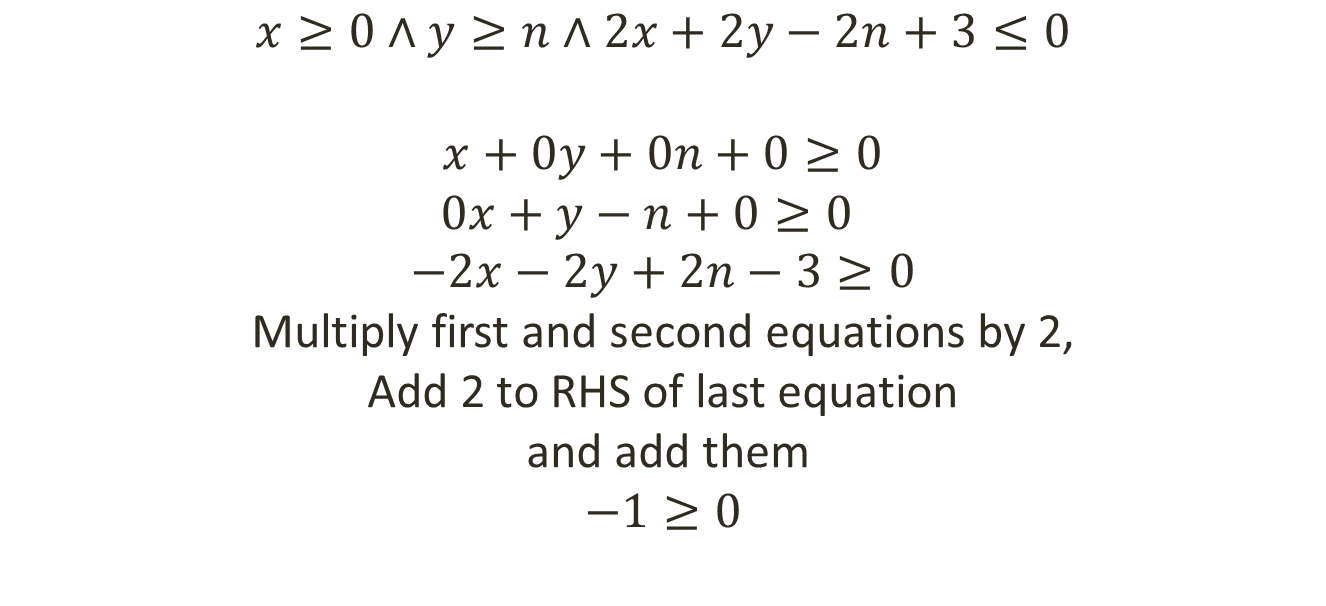 x ≥ 0 ∧ y ≥ n ∧ 2x + 2y − 2n + 3 ≤ 0
x + 0y + 0n + 0 ≥ 0
0x + y − n + 0 ≥ 0
−2x − 2y + 2n − 3 ≥ 0
Multiply first and second equations by 2,
Add 2 to RHS of last equation
and add them
−1 ≥ 0